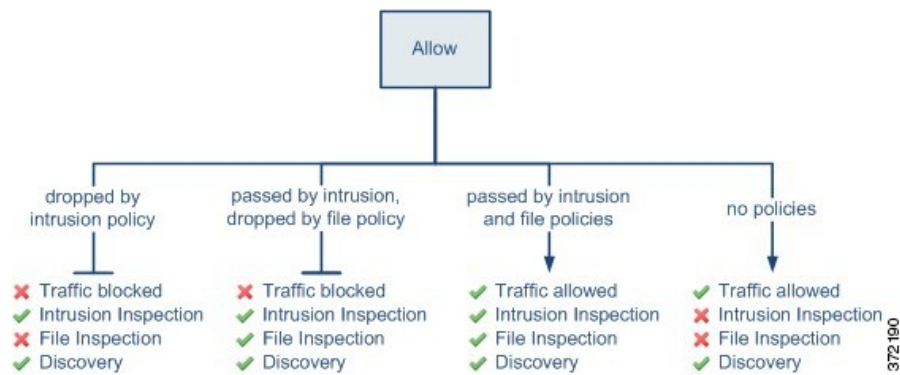 Allow
dropped by
intrusion policy
passed by intrusion,
dropped by file policy
passed by intrusion
and file policies
no policies
Traffic blocked
Intrusion Inspection
File Inspection
Discovery
Traffic blocked
Intrusion Inspection
File Inspection
Discovery
Traffic allowed
Intrusion Inspection
File Inspection
Discovery
Traffic allowed
Intrusion Inspection
File Inspection
Discovery
372190